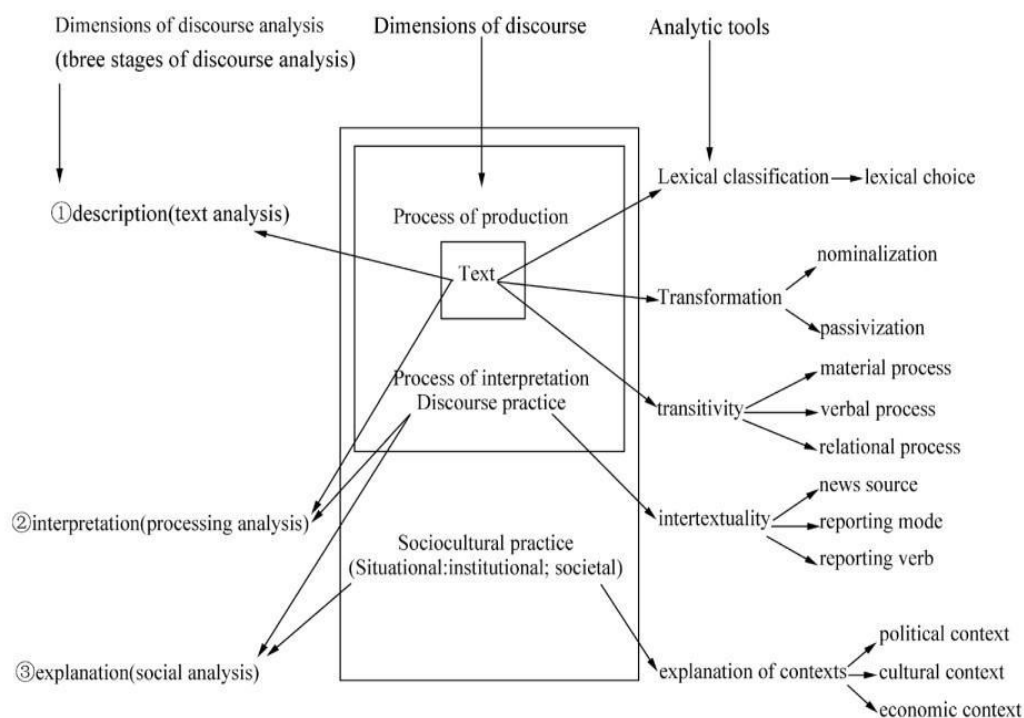 Dimensions of discourse analysis
(tbree stages of discourse analysis)
Dimensions of discourse
Analytic tools
①description(text analysis)
②interpretation(processing analysis)
③explanation(social analysis)
Process of production
Text
Process of interpretation
Discourse practice
Sociocultural practice
(Situational:institutional; societal)
Lexical classification
lexical choice
Transformation
nominalization
passivization
transitivity
material process
verbal process
relational process
intertextuality
news source
reporting mode
reporting verb
explanation of contexts
political context
cultural context
economic context